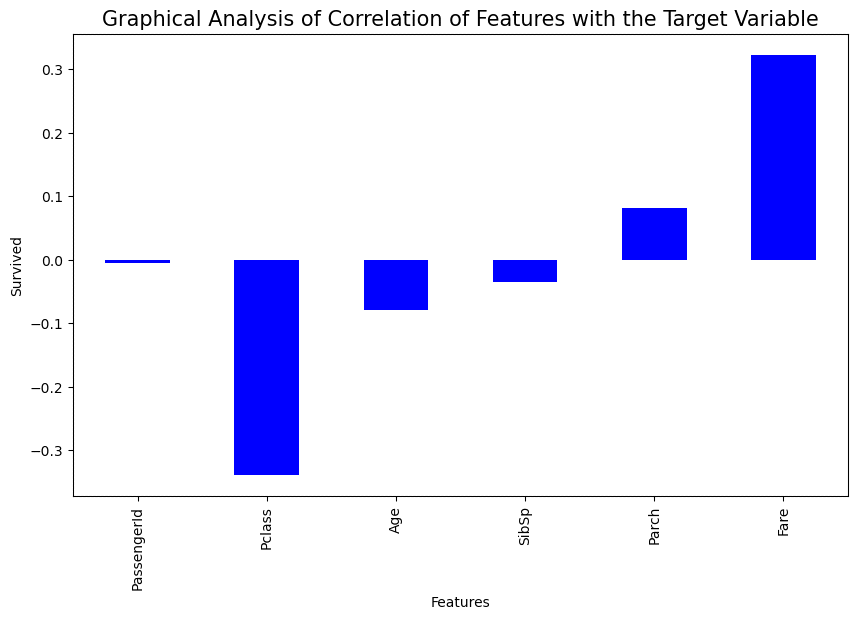 Graphical Analysis of Correlation of Features with the Target Variable
0.3
0.2
0.1
0.0
−0.1
−0.2
−0.3
Survived
PassengerId
Pclass
Age
SibSp
Parch
Fare
Features